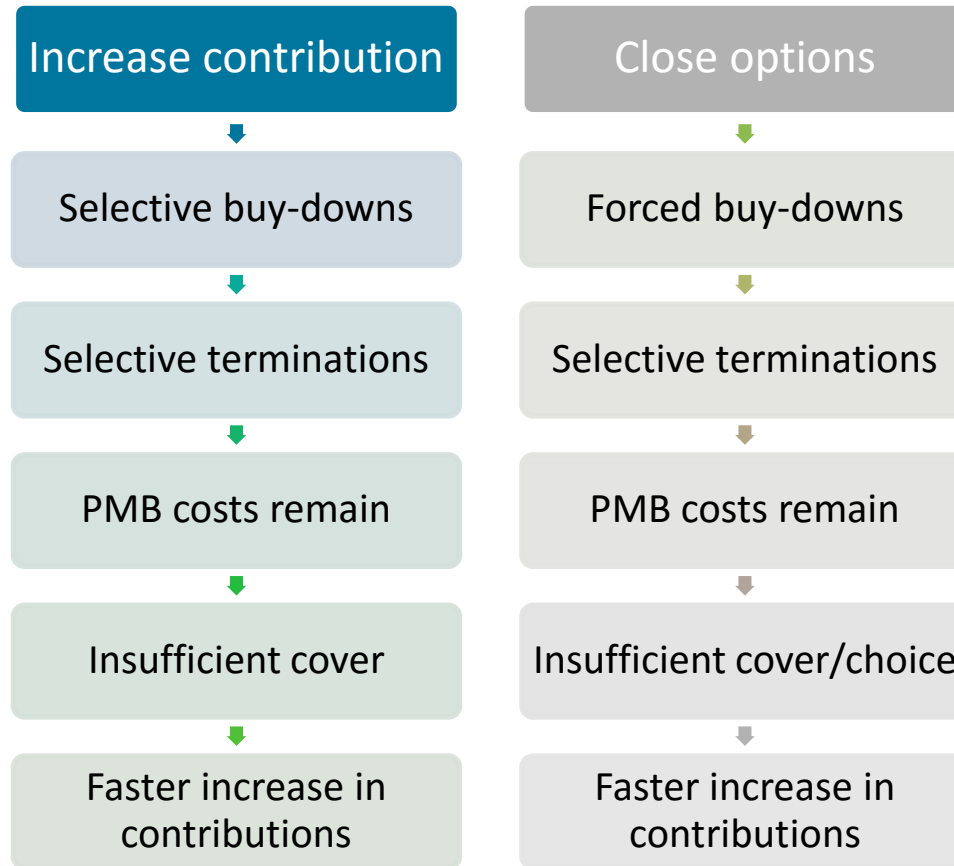 Increase contribution
Selective buy-downs
Selective terminations
PMB costs remain
Insufficient cover
Faster increase in
contributions
Close options
Forced buy-downs
Selective terminations
PMB costs remain
Insufficient cover/choice
Faster increase in
contributions